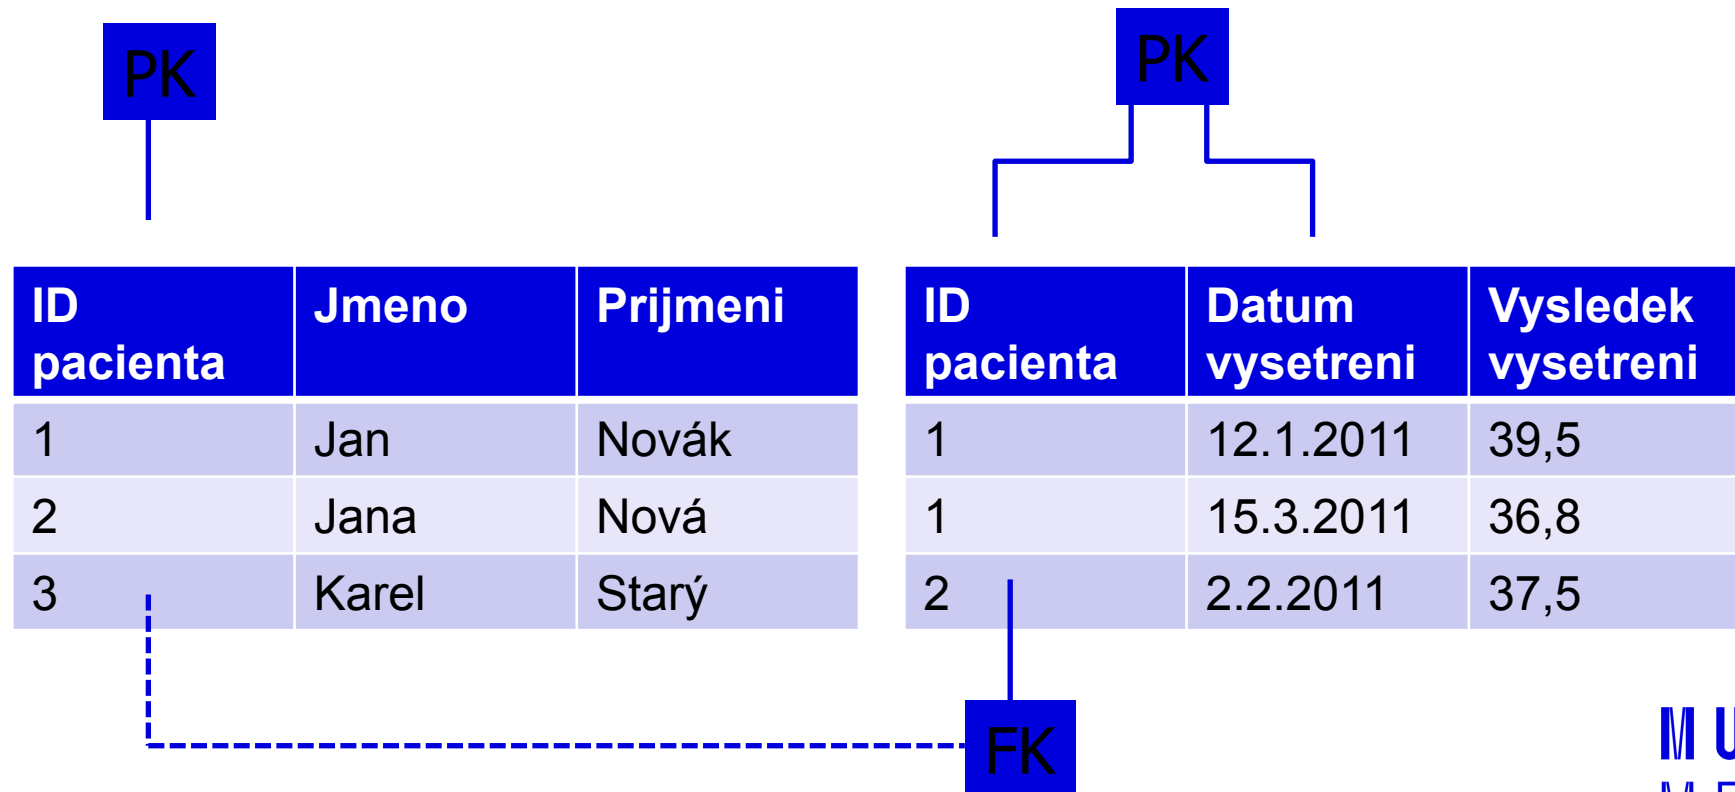 PK
PK
ID pacienta Jmeno Prijmeni
1 Jan Novák
2 Jana Nová
3 Karel Starý
ID pacienta Datum vysetreni Vysledek vysetreni
1 12.1.2011 39,5
1 15.3.2011 36,8
2 2.2.2011 37,5
FK
M U